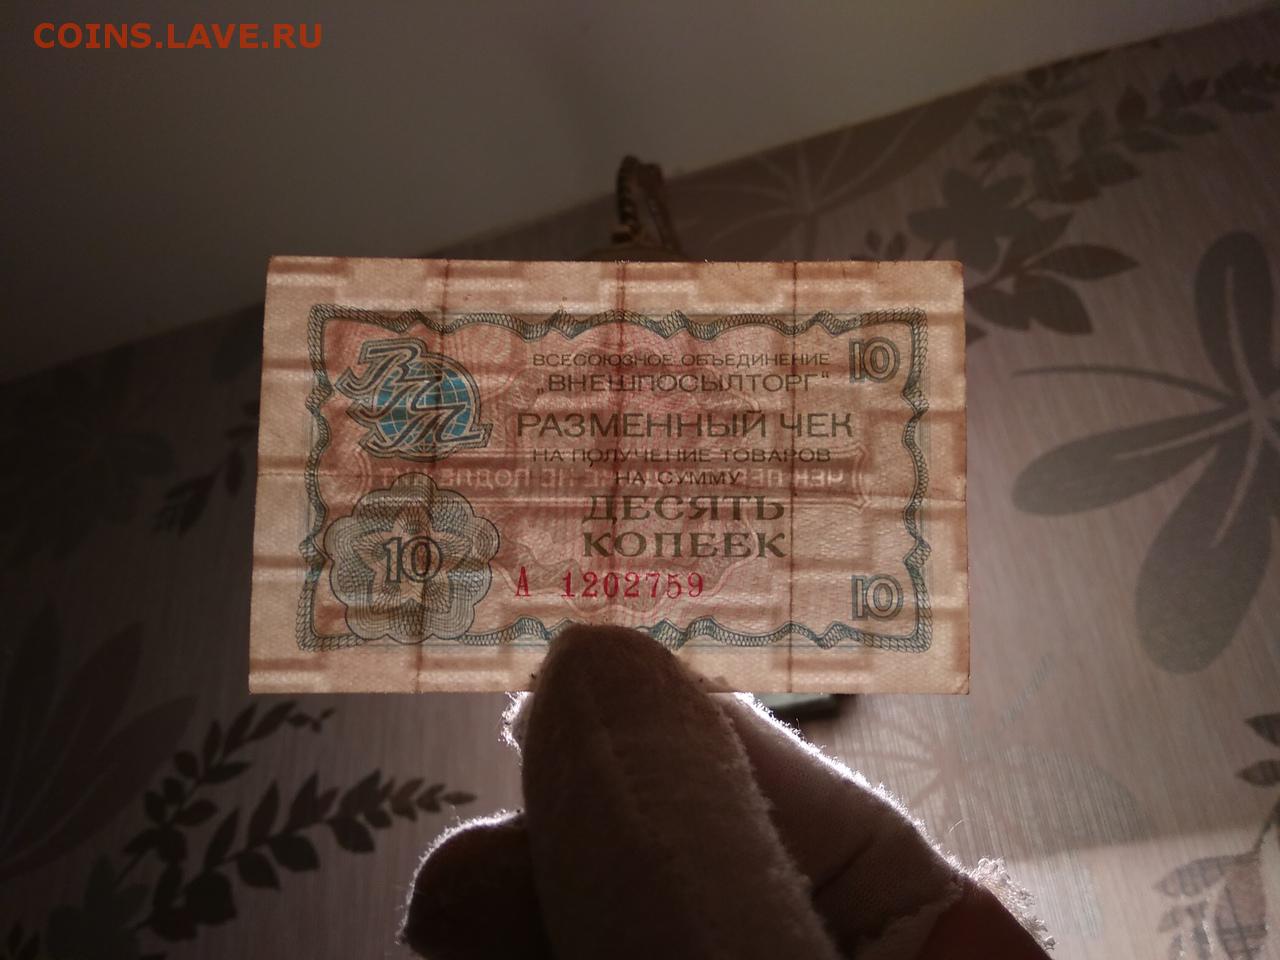 COINS.LAVE.RU
ВСЕСОЮЗНОЕ ОБЪЕДИНЕНИЕ
„ВНЕШПОСЫЛТОРГ“
10
ВПТ
РАЗМЕННЫЙ ЧЕК
НА ПОЛУЧЕНИЕ ТОВАРОВ
НА СУММУ
ДЕСЯТЬ
КОПЕЕК
10
А 1202759
10